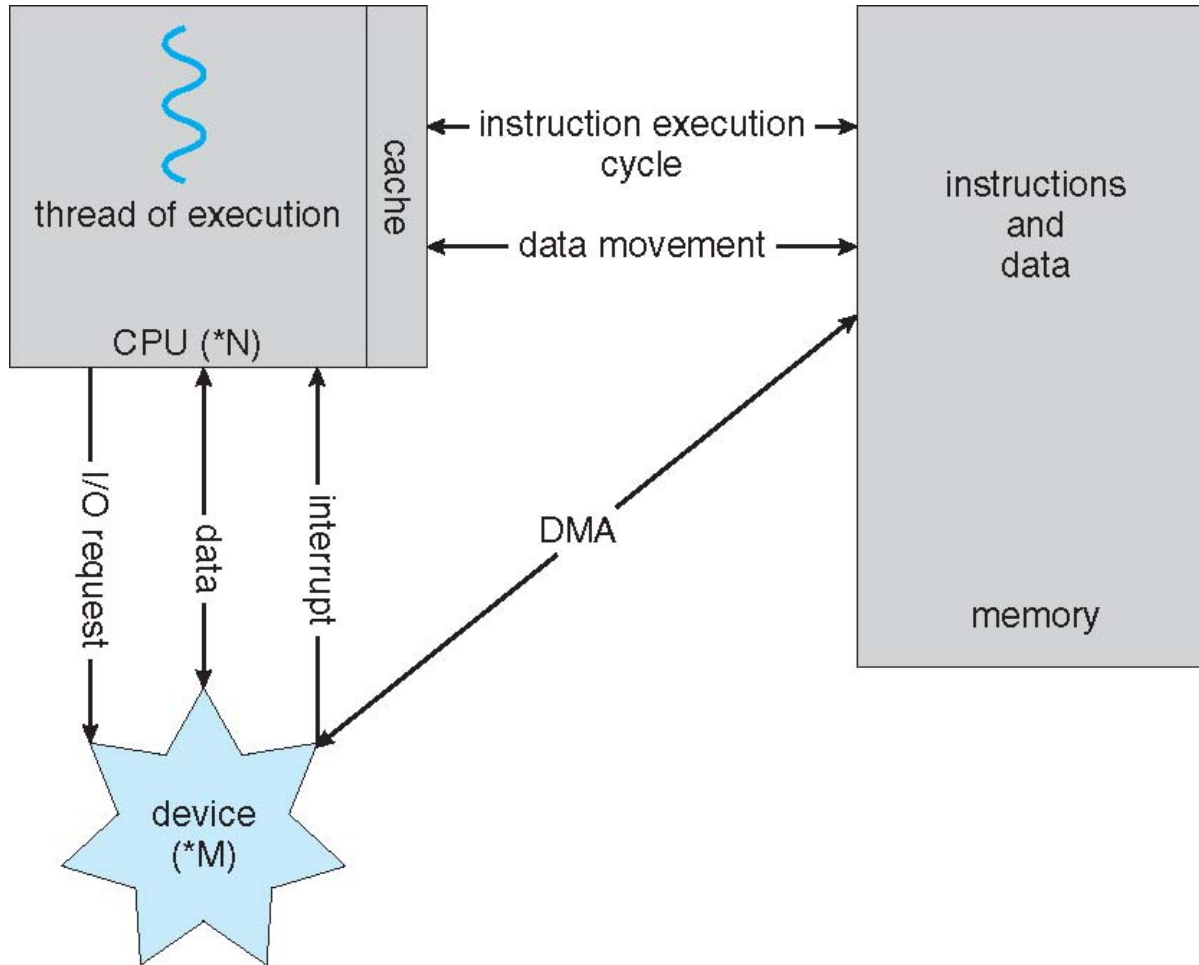 thread of execution
CPU (*N)
cache
instruction execution
cycle
data movement
instructions
and
data
memory
I/O request
data
interrupt
DMA
device
(*M)